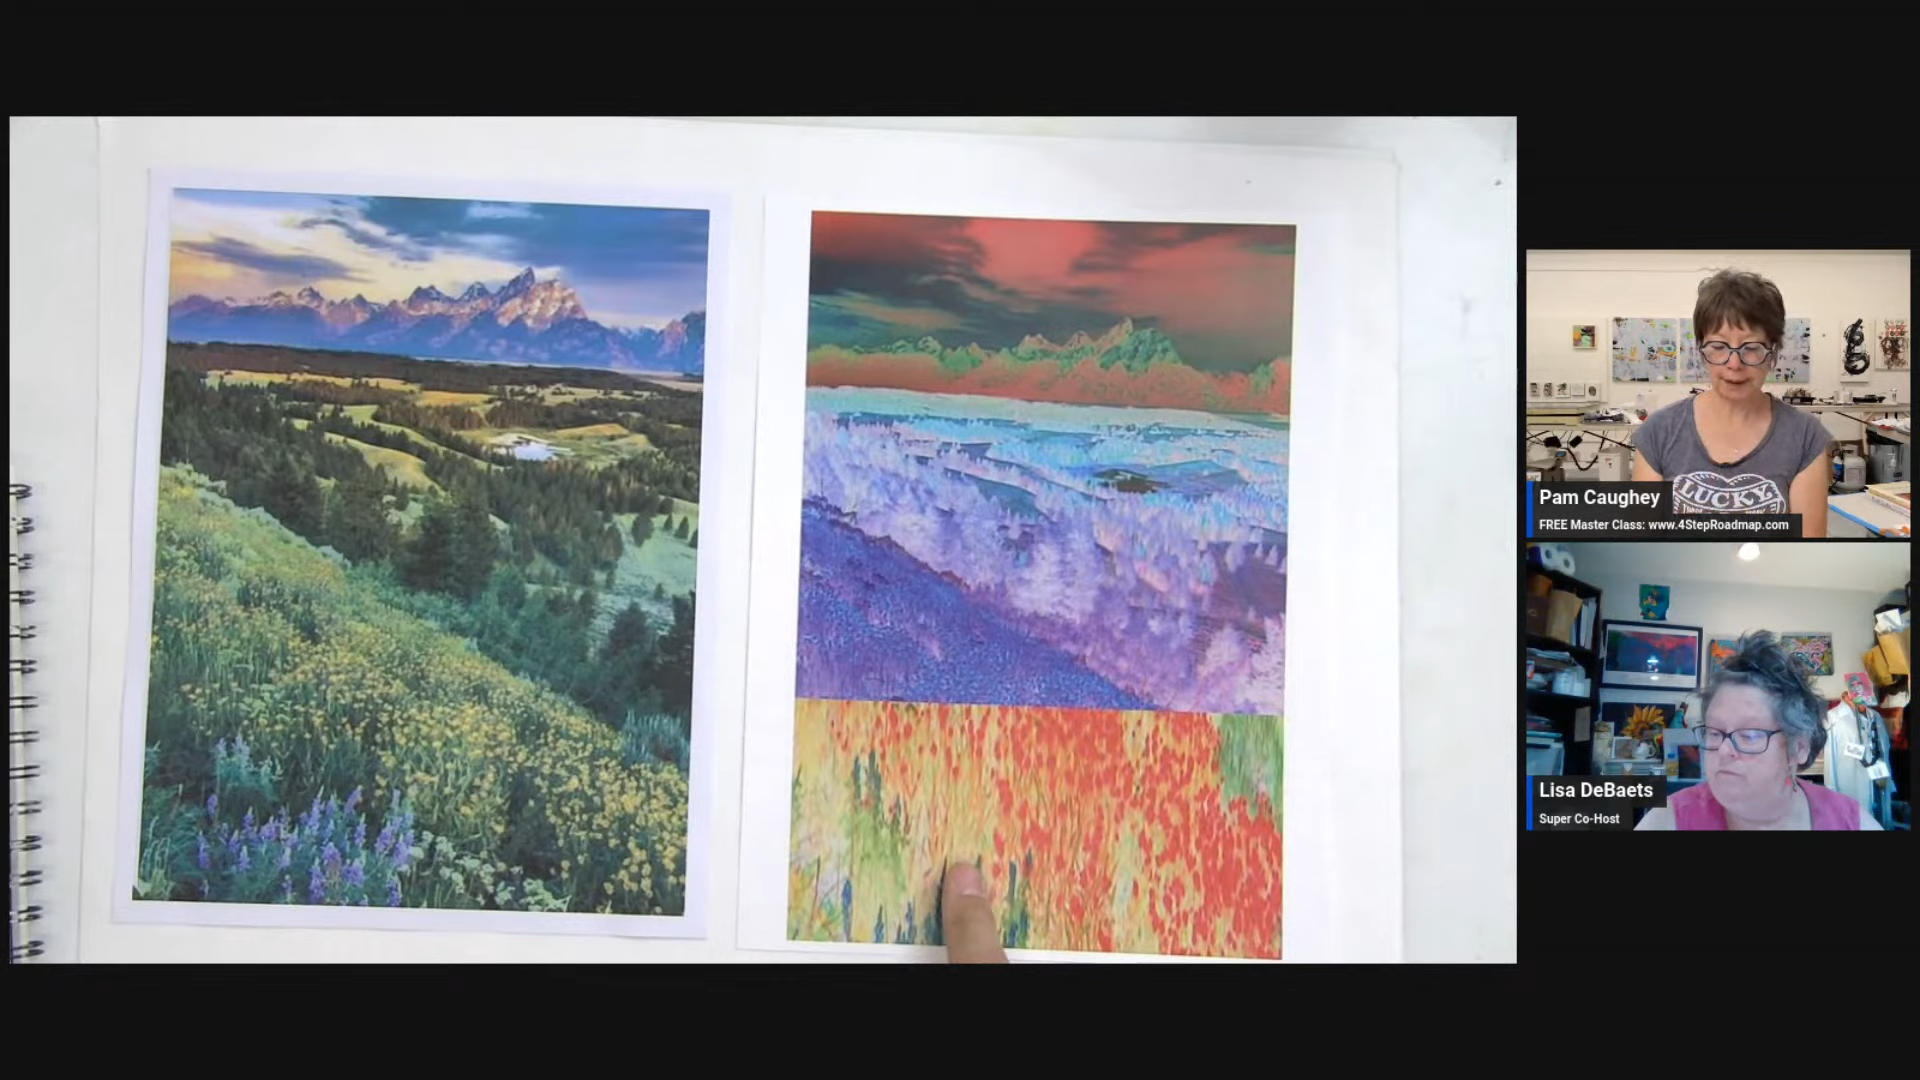 Pam Caughey
FREE Master Class: www.4StepRoadmap.com
LUCKY
Lisa DeBaets
Super Co-Host